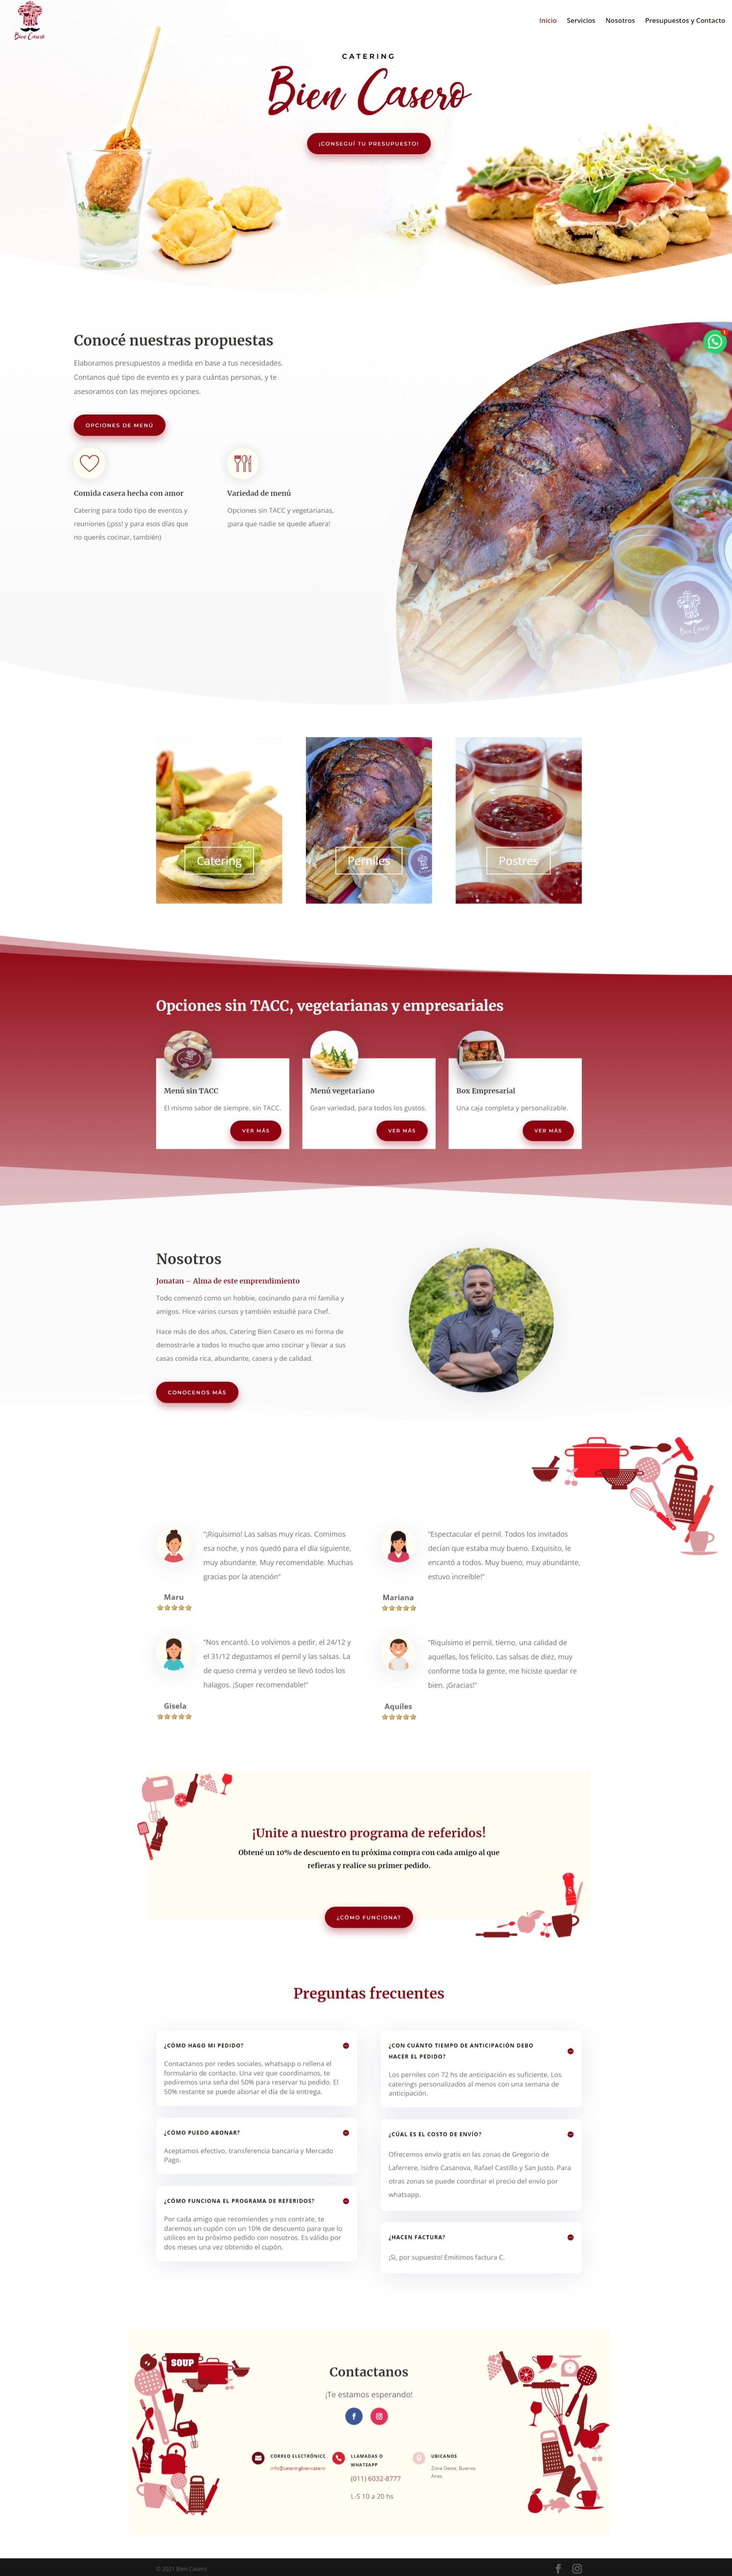 Bien Casero
Inicio
Servicios
Nosotros
Presupuestos y Contacto
CATERING
Bien Casero
¡CONSEGUÍ TU PRESUPUESTO!
Conocé nuestras propuestas
Elaboramos presupuestos a medida en base a tus necesidades.
Contanos qué tipo de evento es y para cuántas personas, y te
asesoramos con las mejores opciones.
OPCIONES DE MENÚ
1
Comida casera hecha con amor
Catering para todo tipo de eventos y
reuniones (¡pss! y para esos días que
no querés cocinar, también)
Variedad de menú
Opciones sin TACC y vegetarianas,
¡para que nadie se quede afuera!
Bien Casero
Catering
Perniles
Postres
Opciones sin TACC, vegetarianas y empresariales
Menú sin TACC
El mismo sabor de siempre, sin TACC.
VER MÁS
Menú vegetariano
Gran variedad, para todos los gustos.
VER MÁS
Box Empresarial
Una caja completa y personalizable.
VER MÁS
Nosotros
Jonatan – Alma de este emprendimiento
Todo comenzó como un hobbie, cocinando para mi familia y
amigos. Hice varios cursos y también estudié para Chef.
Hace más de dos años, Catering Bien Casero es mi forma de
demostrarle a todos lo mucho que amo cocinar y llevar a sus
casas comida rica, abundante, casera y de calidad.
CONOCENOS MÁS
"¡Riquísimo! Las salsas muy ricas. Comimos
esa noche, y nos quedó para el día siguiente,
muy abundante. Muy recomendable. Muchas
gracias por la atención"
Maru
"Espectacular el pernil. Todos los invitados
decían que estaba muy bueno. Exquisito, le
encantó a todos. Muy bueno, muy abundante,
estuvo increíble!"
Mariana
"Nos encantó. Lo volvimos a pedir, el 24/12 y
el 31/12 degustamos el pernil y las salsas. La
de queso crema y verdeo se llevó todos los
halagos. ¡Super recomendable!"
Gisela
"Riquísimo el pernil, tierno, una calidad de
aquellas, los felicito. Las salsas de diez, muy
conforme toda la gente, me hiciste quedar re
bien. ¡Gracias!"
Aquiles
¡Unite a nuestro programa de referidos!
Obtené un 10% de descuento en tu próxima compra con cada amigo al que
refieras y realice su primer pedido.
¿CÓMO FUNCIONA?
Preguntas frecuentes
¿CÓMO HAGO MI PEDIDO?
Contactanos por redes sociales, whatsapp o rellena el
formulario de contacto. Una vez que coordinamos, te
pediremos una seña del 50% para reservar tu pedido. El
50% restante se puede abonar el día de la entrega.
¿CÓMO PUEDO ABONAR?
Aceptamos efectivo, transferencia bancaria y Mercado
Pago.
¿CÓMO FUNCIONA EL PROGRAMA DE REFERIDOS?
Por cada amigo que recomiendes y nos contrate, te
daremos un cupón con un 10% de descuento para que lo
utilices en tu próximo pedido con nosotros. Es válido por
dos meses una vez obtenido el cupón.
¿CON CUÁNTO TIEMPO DE ANTICIPACIÓN DEBO
HACER EL PEDIDO?
Los perniles con 72 hs de anticipación es suficiente. Los
caterings personalizados al menos con una semana de
anticipación.
¿CÚAL ES EL COSTO DE ENVÍO?
Ofrecemos envío gratis en las zonas de Gregorio de
Laferrere, Isidro Casanova, Rafael Castillo y San Justo. Para
otras zonas se puede coordinar el precio del envío por
whatsapp.
¿HACEN FACTURA?
¡Si, por supuesto! Emitimos factura C.
SOUP
S
Contactanos
¡Te estamos esperando!
CORREO ELECTRÓNICO
info@cateringbiencasero
LLAMADAS O
WHATSAPP
(011) 6032-8777
L-S 10 a 20 hs
UBICANOS
Zona Oeste, Buenos
Aires
© 2021 Bien Casero